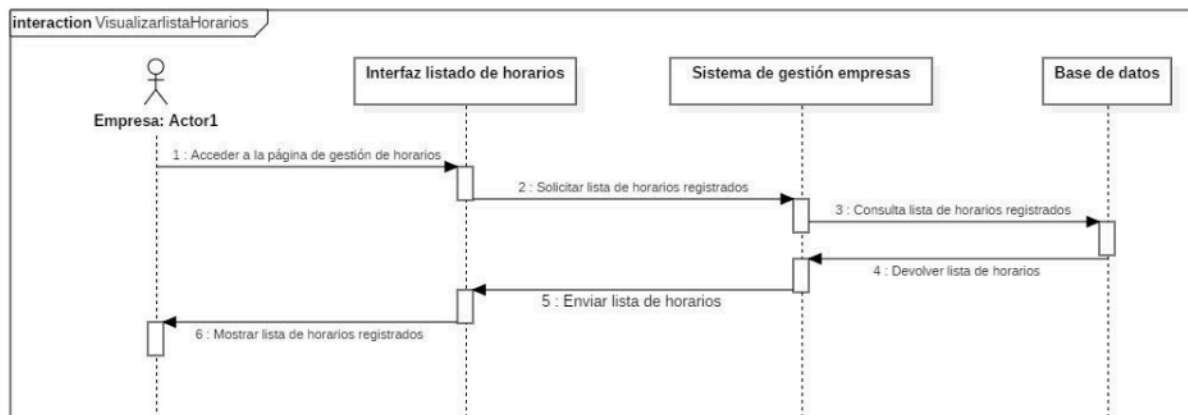 interaction VisualizarlistaHorarios
Interfaz listado de horarios
Sistema de gestión empresas
Base de datos
Empresa: Actor1
1 : Acceder a la página de gestión de horarios
2 : Solicitar lista de horarios registrados
3 : Consulta lista de horarios registrados
4 : Devolver lista de horarios
5 : Enviar lista de horarios
6 : Mostrar lista de horarios registrados